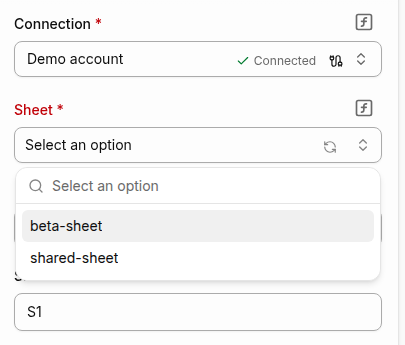 Connection *
Demo account
Connected
Sheet *
Select an option
Select an option
beta-sheet
shared-sheet
S1